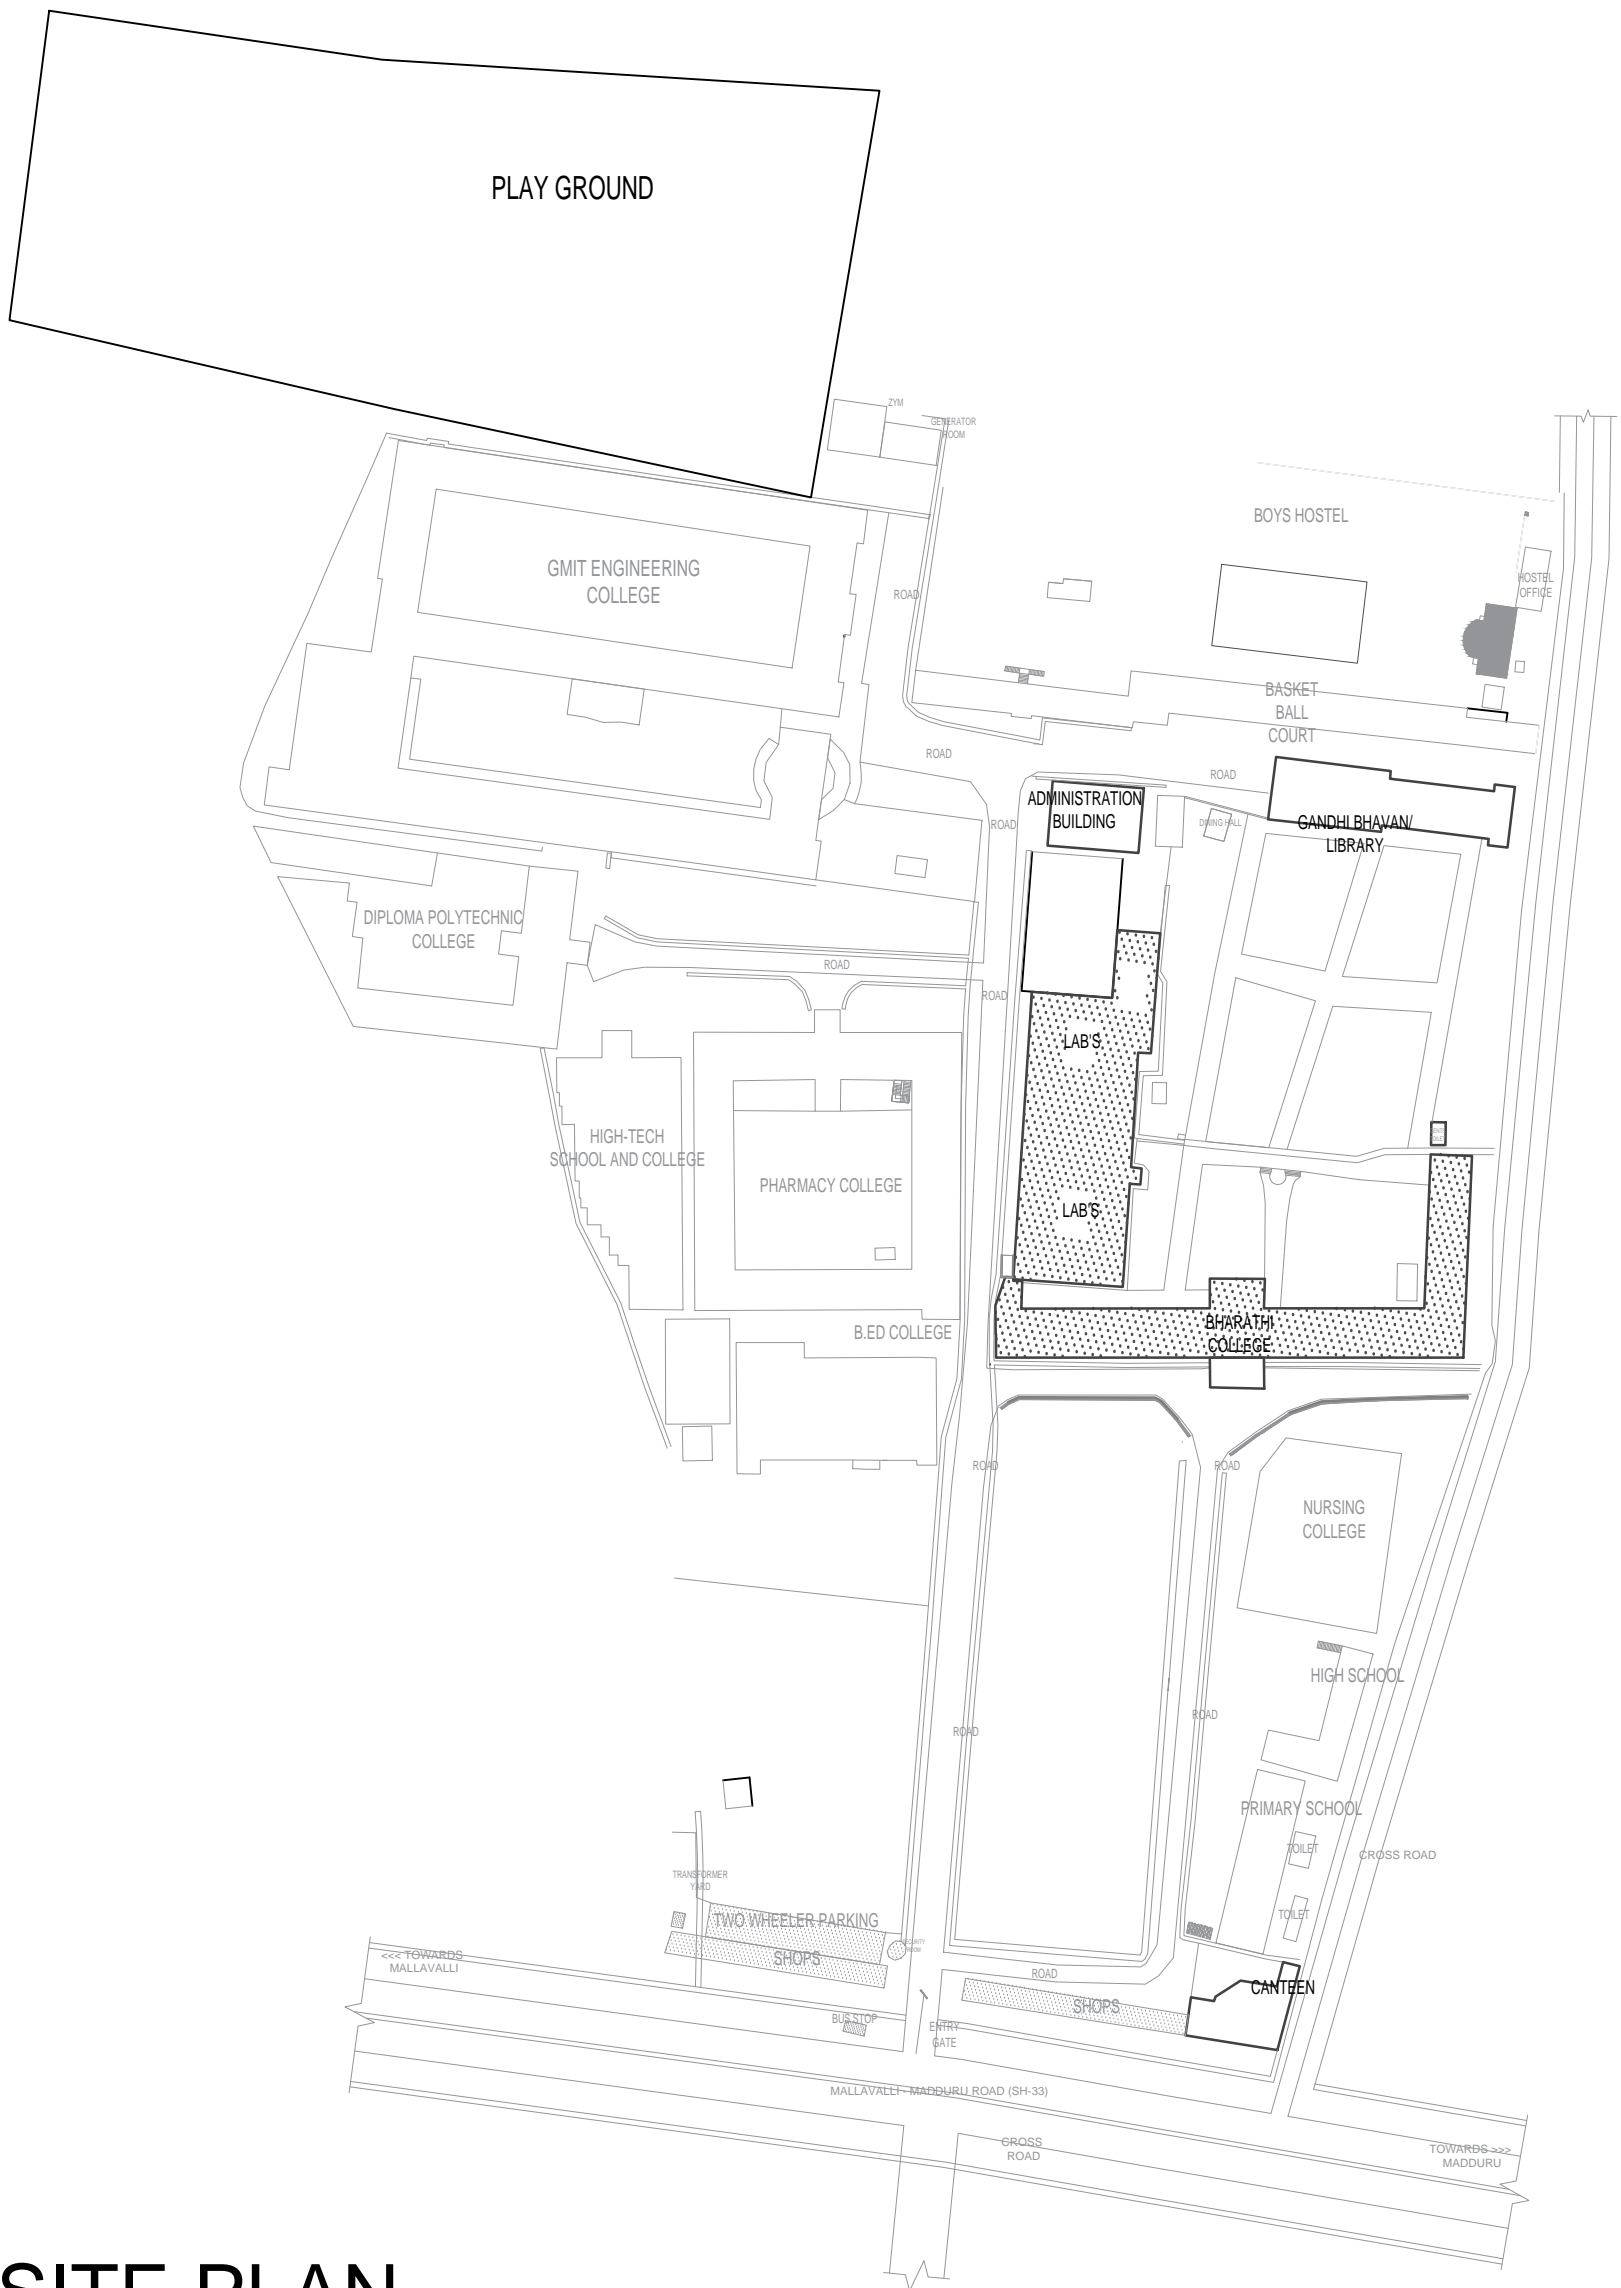 PLAY GROUND
ZYM
GENERATOR
ROOM
BOYS HOSTEL
GMIT ENGINEERING
COLLEGE
HOSTEL
OFFICE
ROAD
BASKET
BALL
COURT
ROAD
ROAD
ADMINISTRATION
BUILDING
ROAD
DINING HALL
GANDHI BHAVAN/
LIBRARY
DIPLOMA POLYTECHNIC
COLLEGE
ROAD
ROAD
LAB'S
HIGH-TECH
SCHOOL AND COLLEGE
PHARMACY COLLEGE
LAB'S
B.ED COLLEGE
BHARATHI
COLLEGE
ROAD
ROAD
NURSING
COLLEGE
HIGH SCHOOL
ROAD
ROAD
PRIMARY SCHOOL
TOILET
CROSS ROAD
TRANSFORMER
YARD
TWO WHEELER PARKING
TOILET
SECURITY
ROOM
<<< TOWARDS
MALLAVALLI
SHOPS
ROAD
CANTEEN
SHOPS
BUS STOP
ENTRY
GATE
MALLAVALLI - MADDURU ROAD (SH-33)
CROSS
ROAD
TOWARDS >>>
MADDURU
SITE PLAN